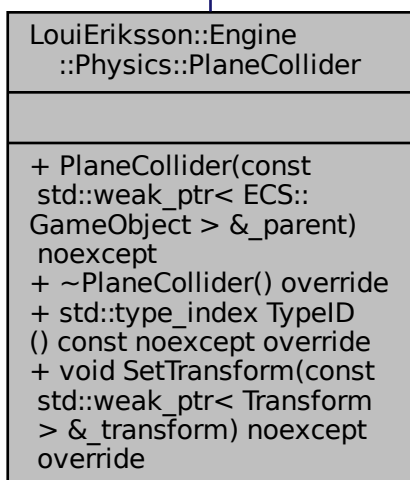 LouiEriksson::Engine
::Physics::PlaneCollider
+ PlaneCollider(const
std::weak_ptr< ECS::
GameObject > &_parent)
noexcept
+ ~PlaneCollider() override
+ std::type_index TypeID
() const noexcept override
+ void SetTransform(const
std::weak_ptr< Transform
> &_transform) noexcept
override